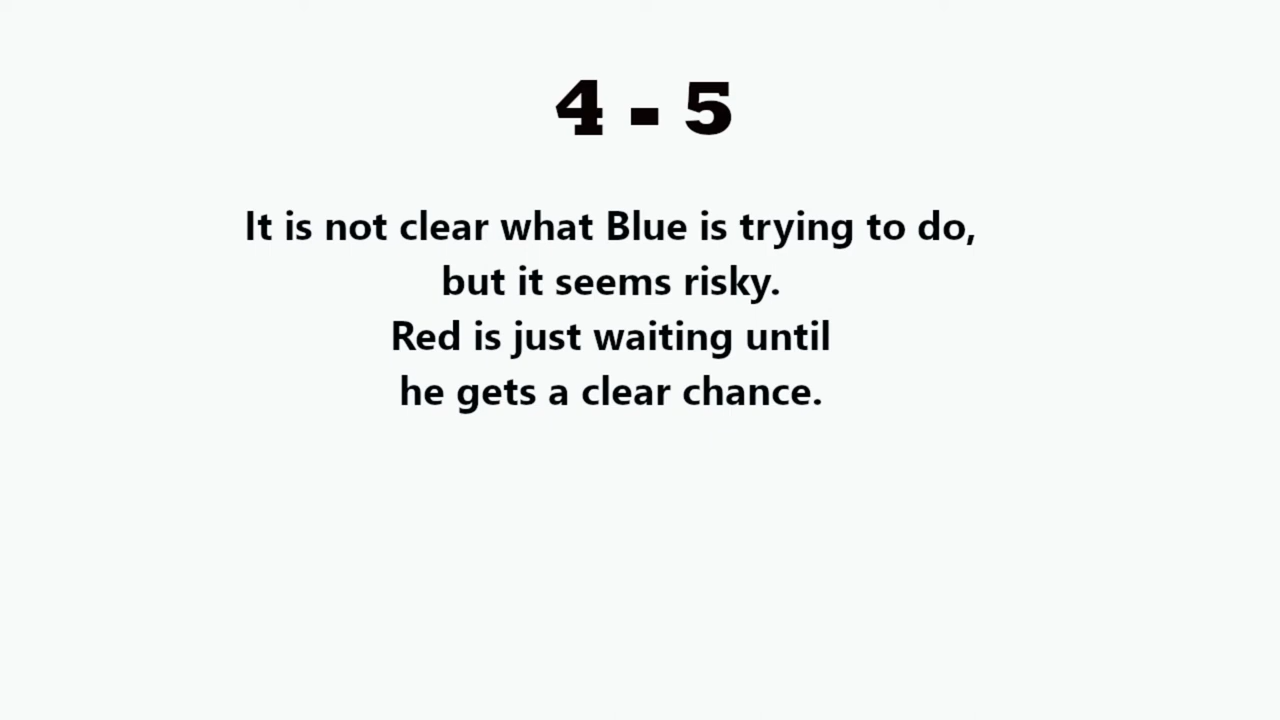 4 - 5
It is not clear what Blue is trying to do,
but it seems risky.
Red is just waiting until
he gets a clear chance.